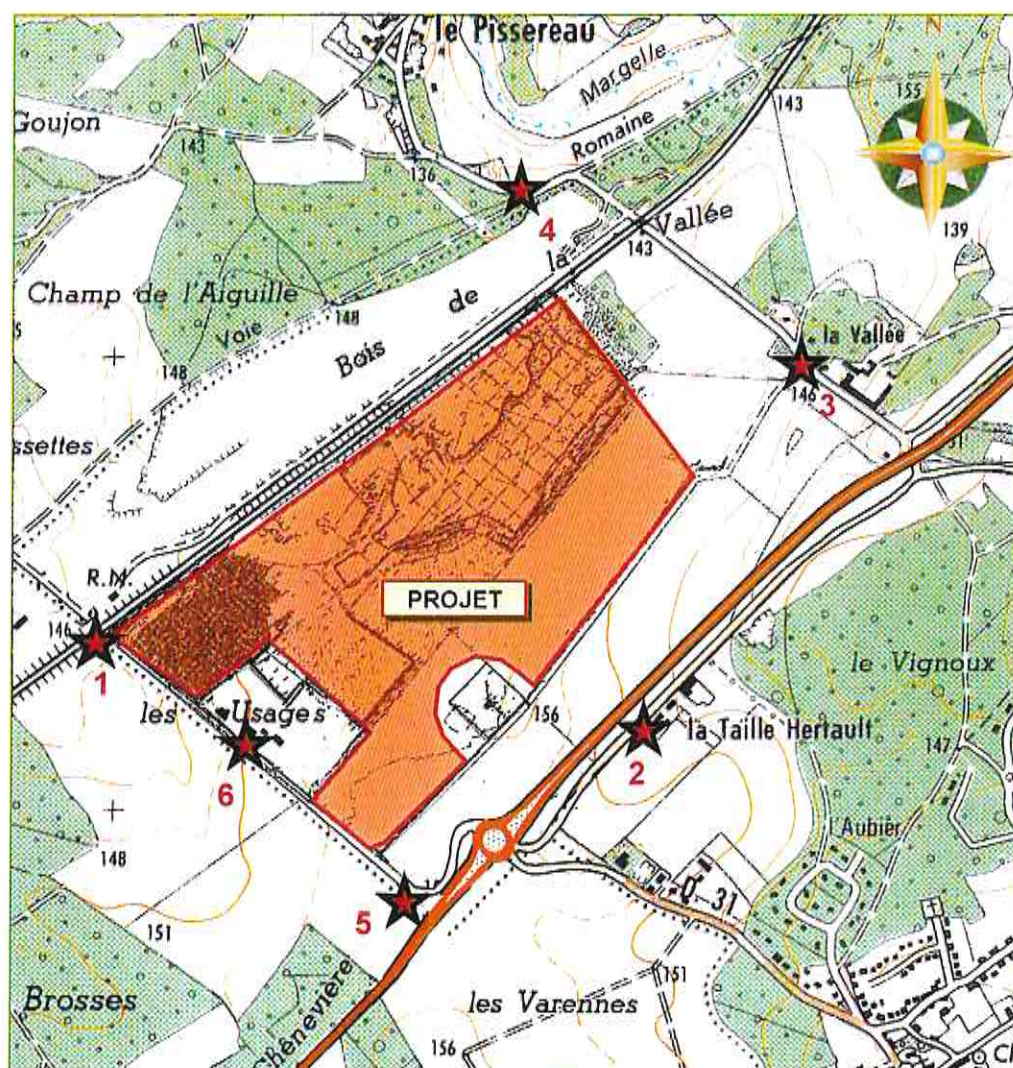 le Pissereau
N
Margelle
155
Goujon
143
143
Romaine
136
4
Vallée
139
143
la
Champ de l'Aiguille
de
148
Voie
la Vallée
Bois
148
146
3
ssettes
R.M.
PROJET
146
le Vignoux
1
les Usages
156
la Taille Hertault
147
6
2
l'Aubier
148
D 31
5
151
Chênevière
Brosses
les Varennes
151
156